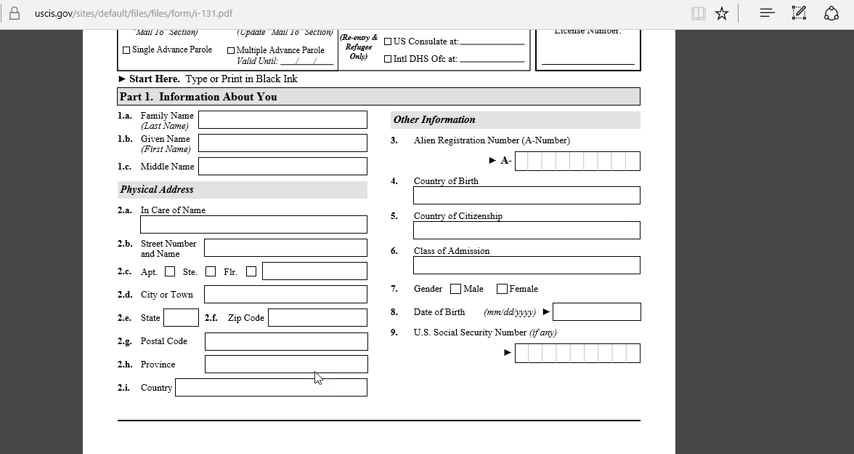 uscis.gov/sites/default/files/files/form/i-131.pdf
"Mail To" Section)
(Update "Mail To" Section)
(Re-entry & Refugee Only)
US Consulate at:
License Number:
Single Advance Parole
Multiple Advance Parole
Valid Until: __/__/__
Intl DHS Ofc at:
► Start Here. Type or Print in Black Ink
Part 1. Information About You
1.a. Family Name
(Last Name)
1.b. Given Name
(First Name)
1.c. Middle Name
Physical Address
2.a. In Care of Name
2.b. Street Number
and Name
2.c. Apt. Ste. Flr.
2.d. City or Town
2.e. State 2.f. Zip Code
2.g. Postal Code
2.h. Province
2.i. Country
Other Information
3. Alien Registration Number (A-Number)
► A-
4. Country of Birth
5. Country of Citizenship
6. Class of Admission
7. Gender Male Female
8. Date of Birth (mm/dd/yyyy) ►
9. U.S. Social Security Number (if any)
►